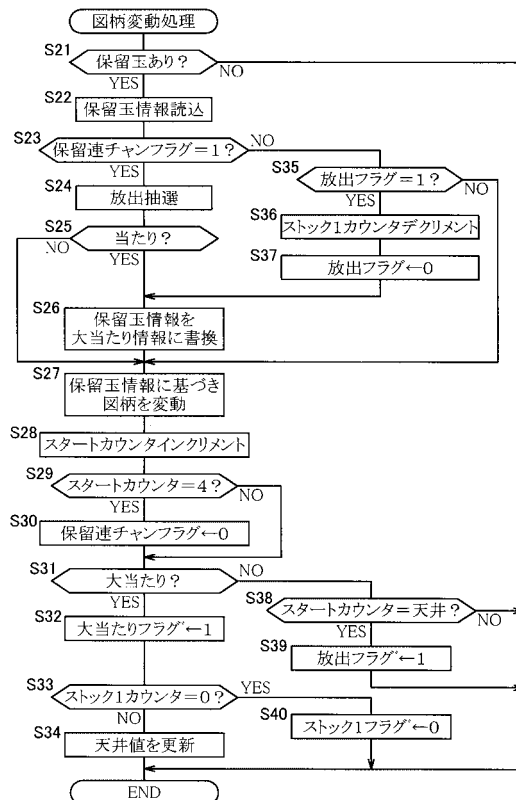 図柄変動処理
S21
保留玉あり?
NO
YES
S22
保留玉情報読込
S23
保留連チャンフラグ=1?
NO
YES
S24
放出抽選
S25
当たり?
NO
YES
S35
放出フラグ=1?
NO
YES
S36
ストック1カウンタデクリメント
S37
放出フラグ←0
S26
保留玉情報を
大当たり情報に書換
S27
保留玉情報に基づき
図柄を変動
S28
スタートカウンタインクリメント
S29
スタートカウンタ=4?
NO
YES
S30
保留連チャンフラグ←0
S31
大当たり?
NO
YES
S32
大当たりフラグ←1
S38
スタートカウンタ=天井?
NO
YES
S39
放出フラグ←1
S33
ストック1カウンタ=0?
YES
NO
S40
ストック1フラグ←0
S34
天井値を更新
END